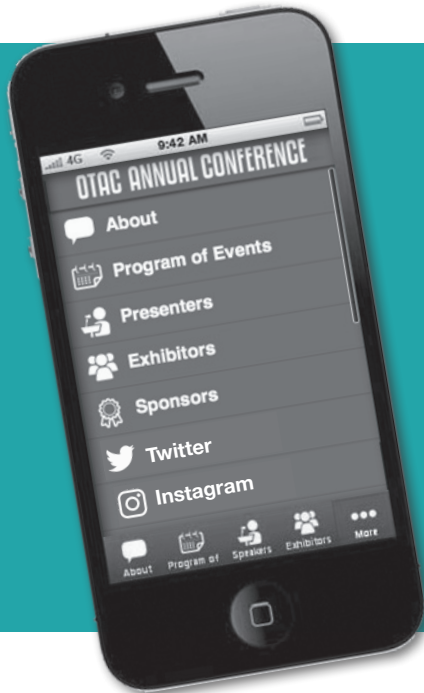 4G 9:42 AM
OTAC ANNUAL CONFERENCE
About
Program of Events
Presenters
Exhibitors
Sponsors
Twitter
Instagram
About Program of Speakers Exhibitors More